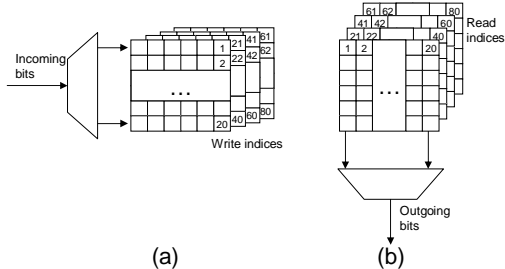 Incoming
bits
1 21 41 61
2 22 42 62
...
20 40 60 80
Write indices
(a)
61 62 80
41 42 60
21 22 40
1 2 20
Read
indices
...
Outgoing
bits
(b)